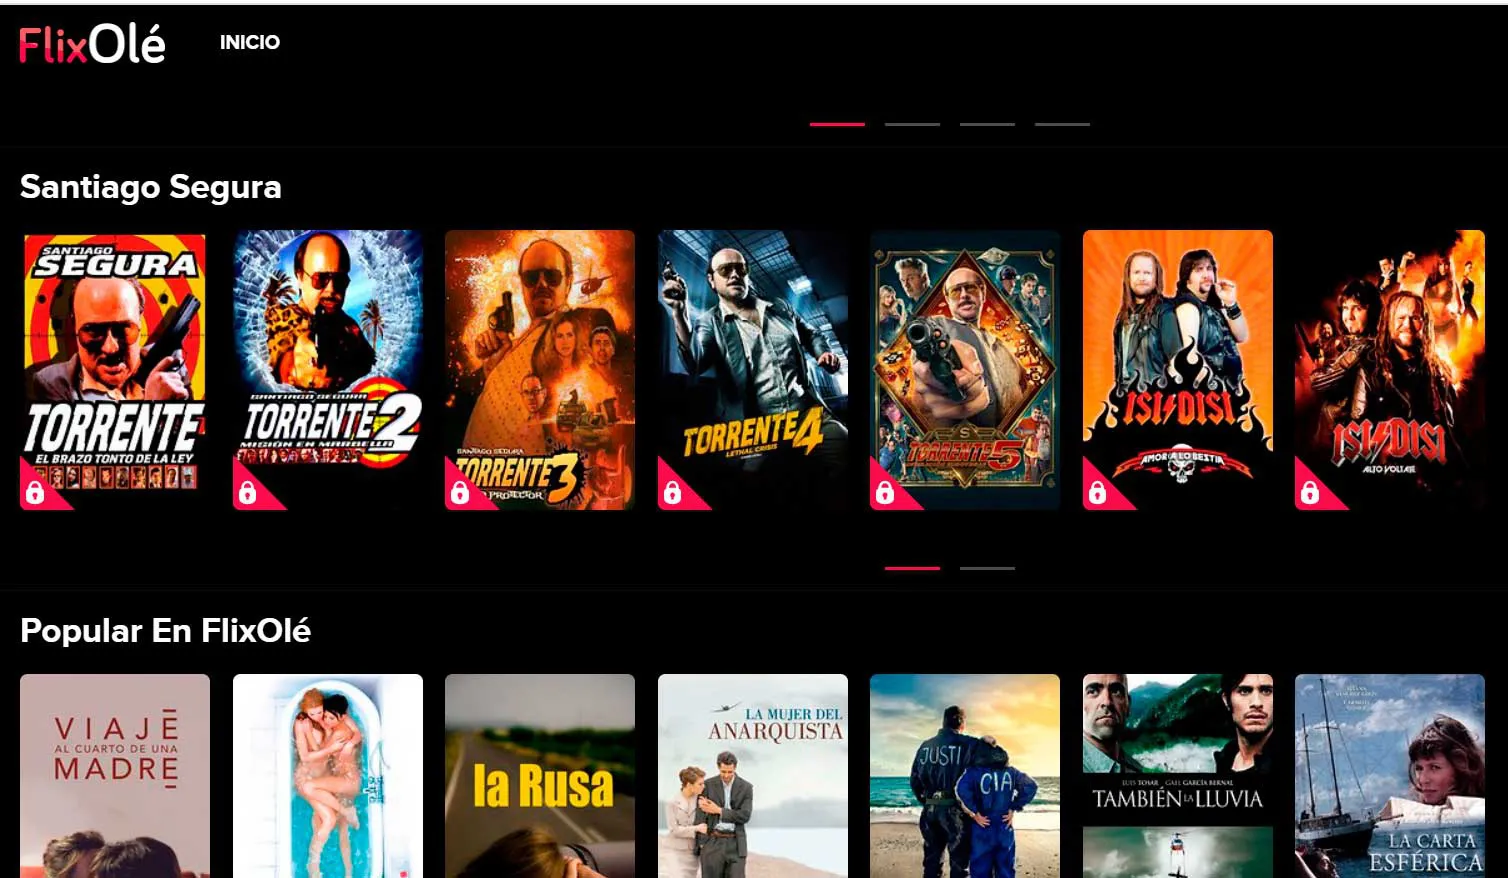 FlixOlé
INICIO
Santiago Segura
SANTIAGO
SEGURA
TORRENTE
EL BRAZO TONTO DE LA LEY
SANTIAGO SEGURA
TORRENTE 2
MISIÓN EN MARBELLA
SANTIAGO SEGURA
TORRENTE 3
PROTECTOR
TORRENTE 4
LETHAL CRISIS
TORRENTE 5
ISI/DISI
AMOR A LO BESTIA
ISI/DISI
ALTO VOLTAJE
Popular En FlixOlé
VIAJE
AL CUARTO DE UNA
MADRE
la Rusa
LA MUJER DEL
ANARQUISTA
JUSTI
CIA
LUIS TOSAR GAEL GARCÍA BERNAL
TAMBIÉN LA LLUVIA
LA CARTA
ESFÉRICA